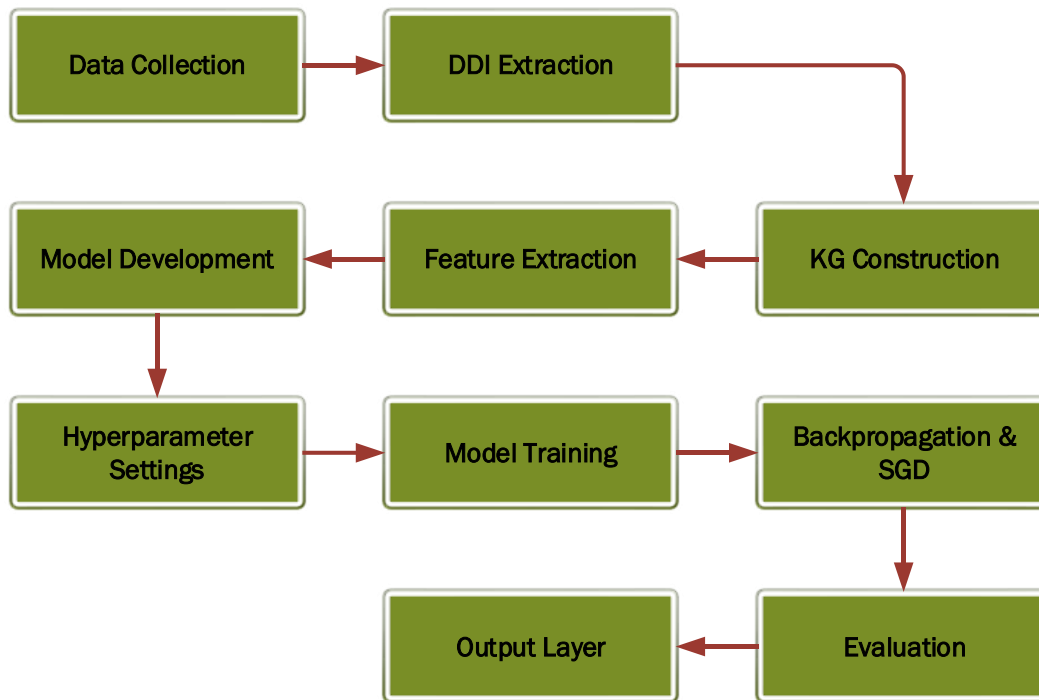 Data Collection
DDI Extraction
KG Construction
Feature Extraction
Model Development
Hyperparameter
Settings
Model Training
Backpropagation &
SGD
Evaluation
Output Layer